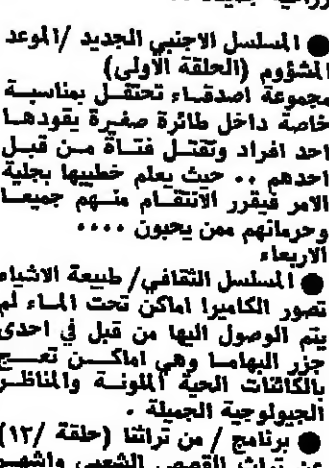 ● المسلسل الاجنبي الجديد /الموعد
المشؤوم (الحلقة الاولى)
مجموعة اصدقاء تحتفل بمناسبة
خاصة داخل طائرة صغيرة يقودها
احد افراد وتقتل فتاة من قبل
احدهم .. حيث يعلم خطيبها بجلية
الامر فيقرر الانتقام منهم جميعا
وحرمانهم ممن يحبون ....
الاربعاء
● المسلسل الثقافي/ طبيعة الاشياء
تصور الكاميرا اماكن تحت الماء لم
يتم الوصول اليها من قبل في احدى
جزر البهاما وهي اماكن تعج
بالكائنات الحية الملونة والمناظر
الجيولوجية الجميلة .
● برنامج / من تراثنا (حلقة /١٢)
القصص الشعبي واشهر